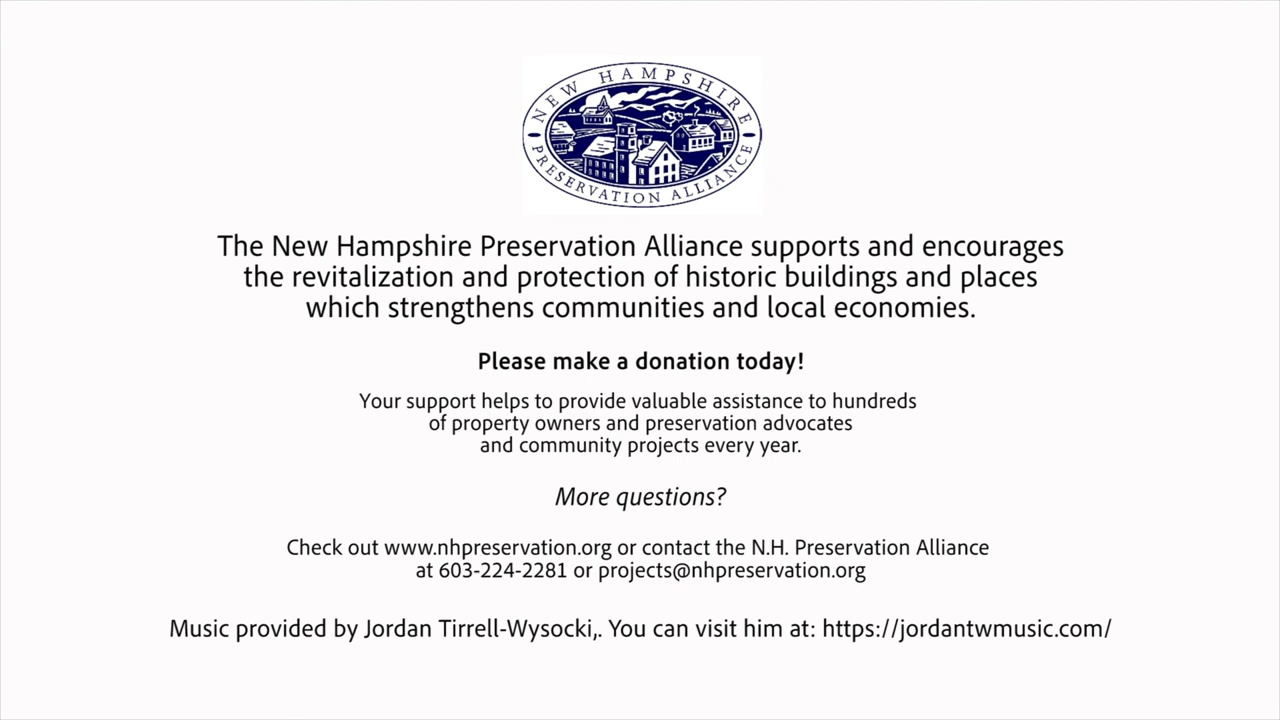 NEW HAMPSHIRE
PRESERVATION ALLIANCE
The New Hampshire Preservation Alliance supports and encourages
the revitalization and protection of historic buildings and places
which strengthens communities and local economies.
Please make a donation today!
Your support helps to provide valuable assistance to hundreds
of property owners and preservation advocates
and community projects every year.
More questions?
Check out www.nhpreservation.org or contact the N.H. Preservation Alliance
at 603-224-2281 or projects@nhpreservation.org
Music provided by Jordan Tirrell-Wysocki,. You can visit him at: https://jordantwmusic.com/